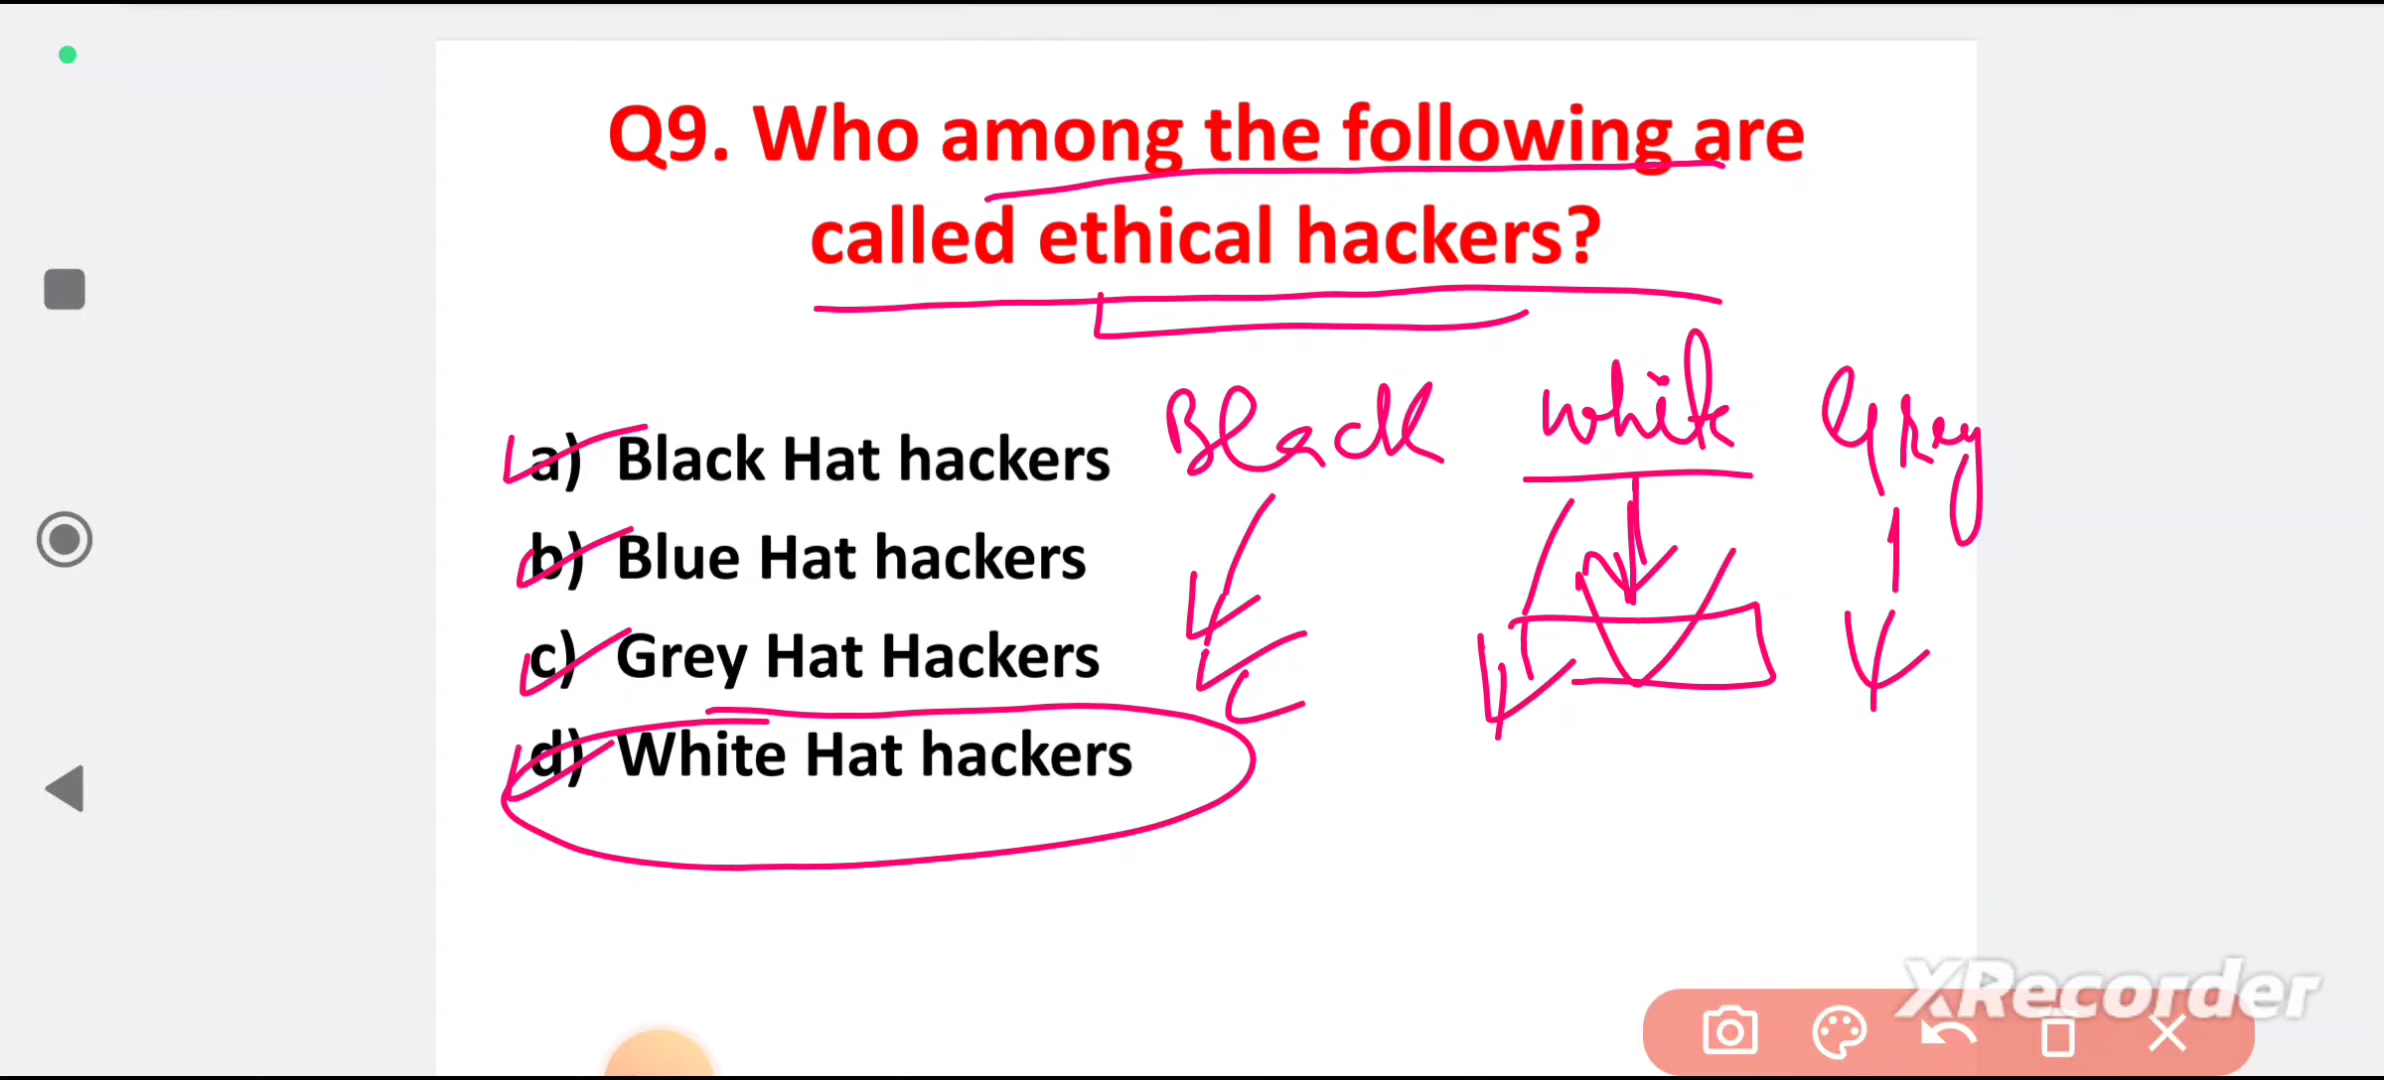 Q9. Who among the following are
called ethical hackers?
Black white Grey
a) Black Hat hackers
b) Blue Hat hackers
c) Grey Hat Hackers
d) White Hat hackers
XRecorder